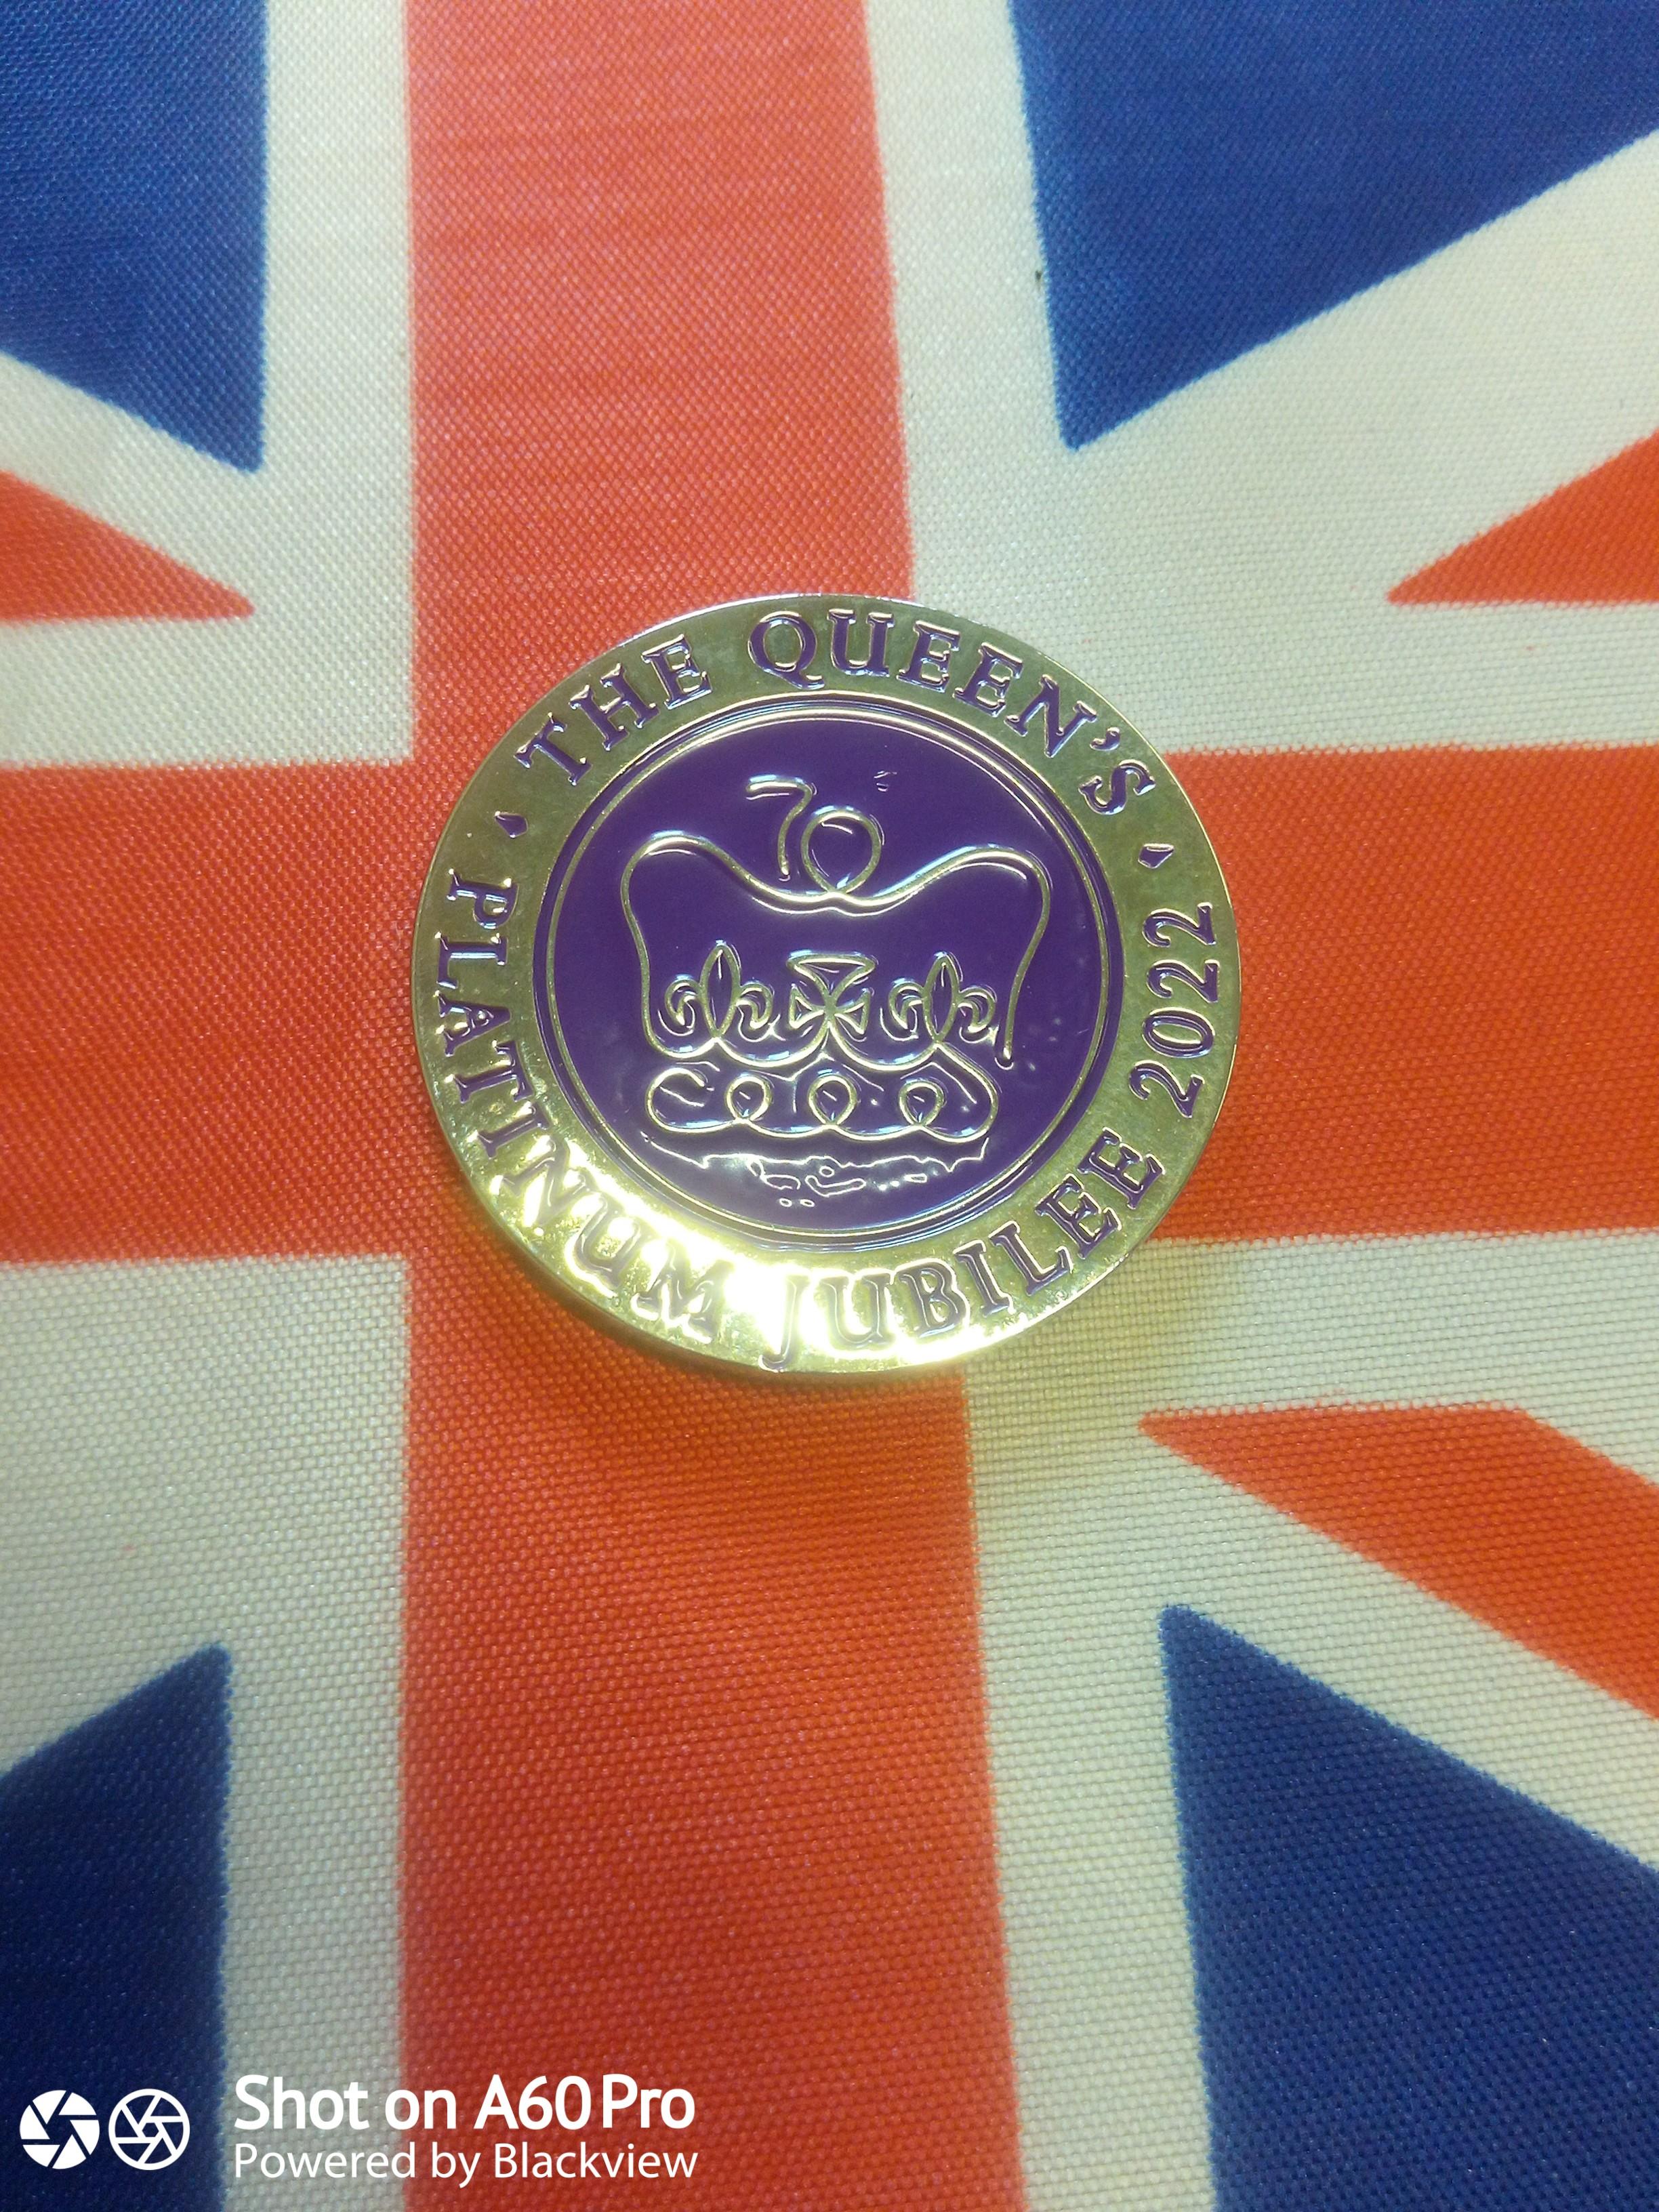 THE QUEEN'S
PLATINUM JUBILEE 2022
70
Shot on A60 Pro
Powered by Blackview